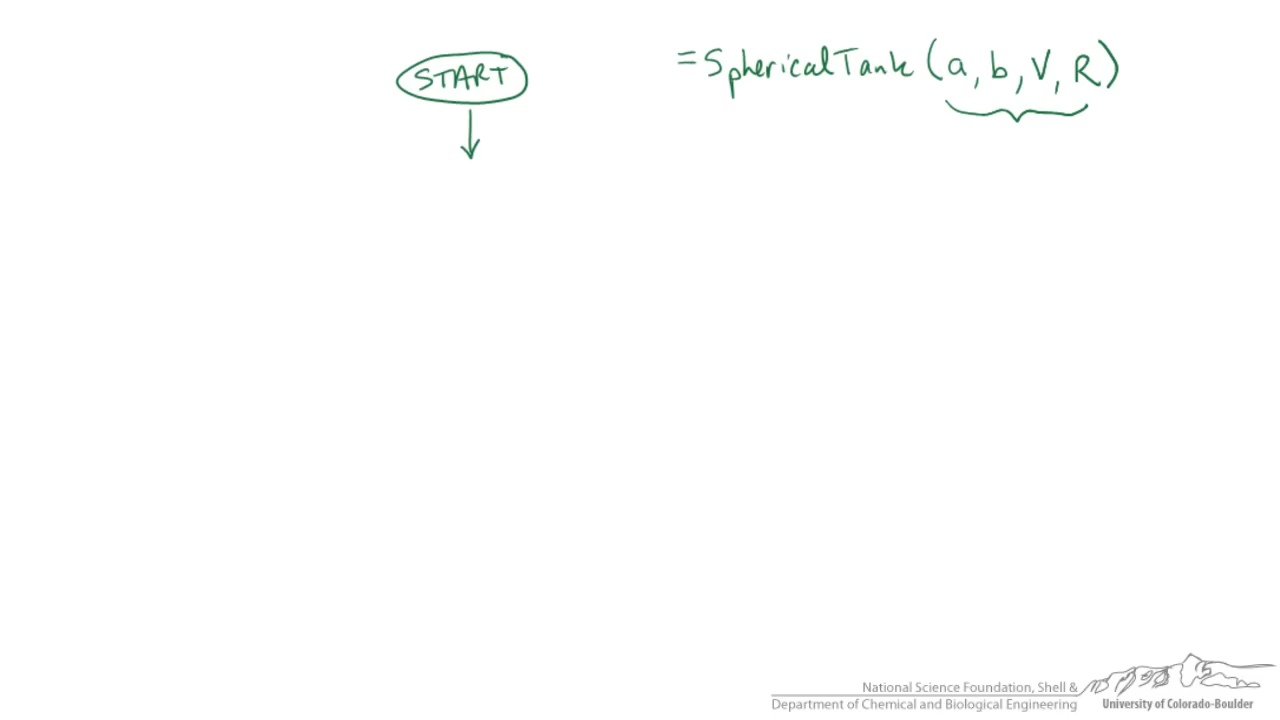 START
=SphericalTank (a, b, V, R)
National Science Foundation, Shell &
Department of Chemical and Biological Engineering
University of Colorado-Boulder